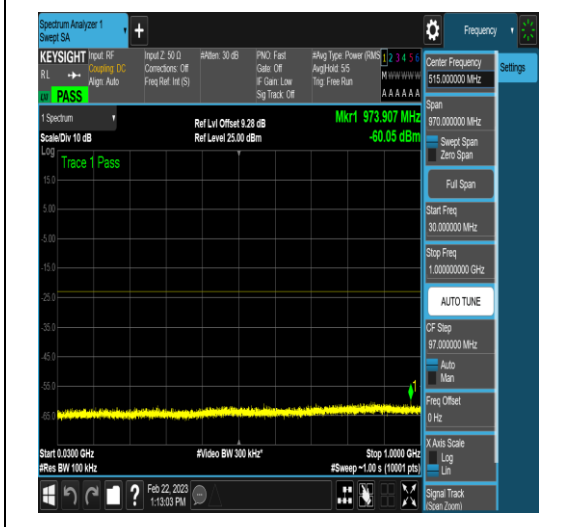 Spectrum Analyzer 1
Swept SA
Frequency
KEYSIGHT
Input: RF
Coupling: DC
Align: Auto
Input Z: 50 Ω
Corrections: Off
Freq Ref: Int (S)
#Atten: 30 dB
PNO: Fast
Gate: Off
IF Gain: Low
Sig Track: Off
#Avg Type: Power (RMS)
Avg|Hold: 5/5
Trig: Free Run
1 2 3 4 5 6
M W W W W W
A A A A A A
RL
PASS
1 Spectrum
Scale/Div 10 dB
Ref Lvl Offset 9.28 dB
Ref Level 25.00 dBm
Mkr1 973.907 MHz
-60.05 dBm
Log
Trace 1 Pass
15.0
5.00
-5.00
-15.0
-25.0
-35.0
-45.0
-55.0
-65.0
1
Start 0.0300 GHz
#Res BW 100 kHz
#Video BW 300 kHz*
Stop 1.0000 GHz
#Sweep ~1.00 s (10001 pts)
Feb 22, 2023
1:13:03 PM
Center Frequency
515.000000 MHz
Settings
Span
970.000000 MHz
Swept Span
Zero Span
Full Span
Start Freq
30.000000 MHz
Stop Freq
1.000000000 GHz
AUTO TUNE
CF Step
97.000000 MHz
Auto
Man
Freq Offset
0 Hz
X Axis Scale
Log
Lin
Signal Track
(Span Zoom)